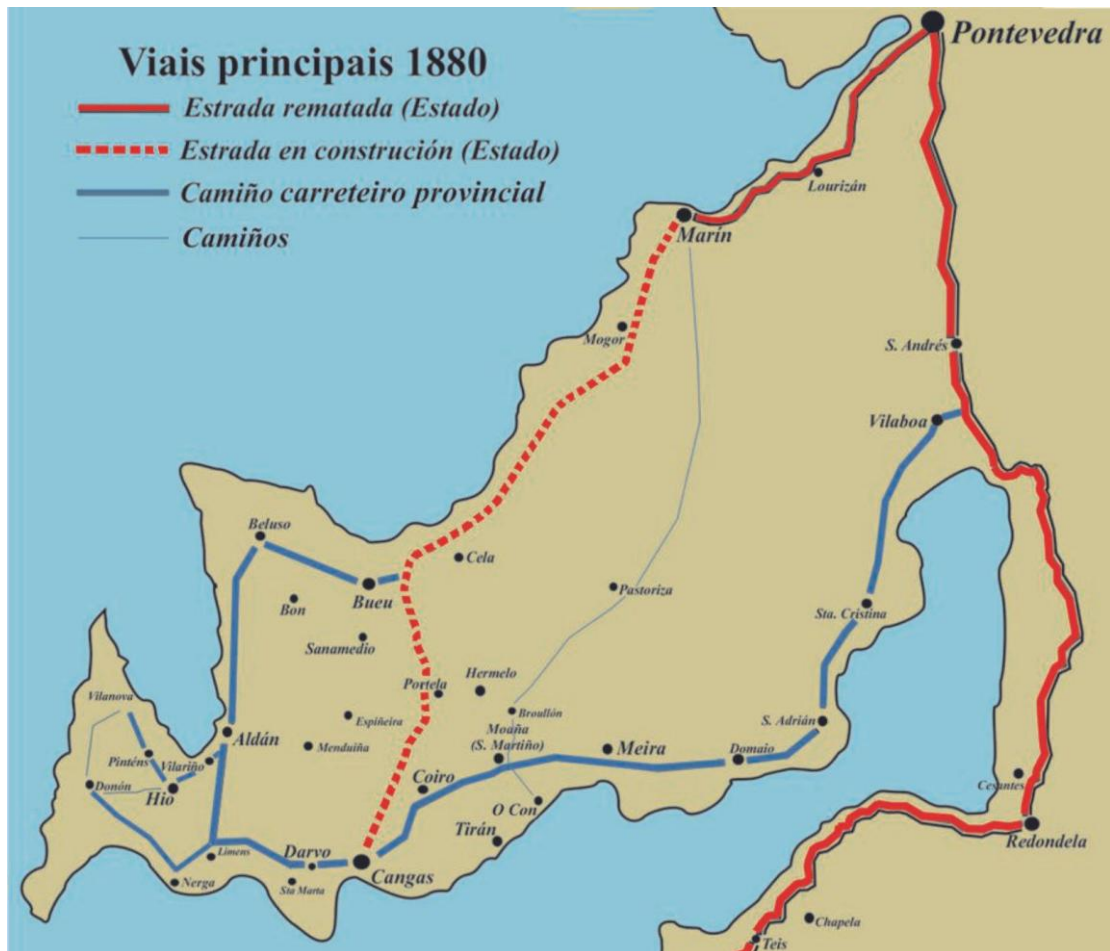 Viais principais 1880
Estrada rematada (Estado)
Estrada en construción (Estado)
Camiño carreteiro provincial
Camiños
Pontevedra
Lourizán
Marín
Mogor
S. Andrés
Vilaboa
Beluso
Cela
Bueu
Bon
Pastoriza
Sta. Cristina
Sanamedio
Hermelo
Portela
Vilanova
Espiñeira
Broullón
Moaña
(S. Martiño)
S. Adrián
Aldán
Menduiña
Meira
Domaio
Pinténs
Vilariño
Donón
Hio
Coiro
O Con
Cesantes
Tirán
Redondela
Limens
Darvo
Cangas
Nerga
Sta Marta
Chapela
Teis